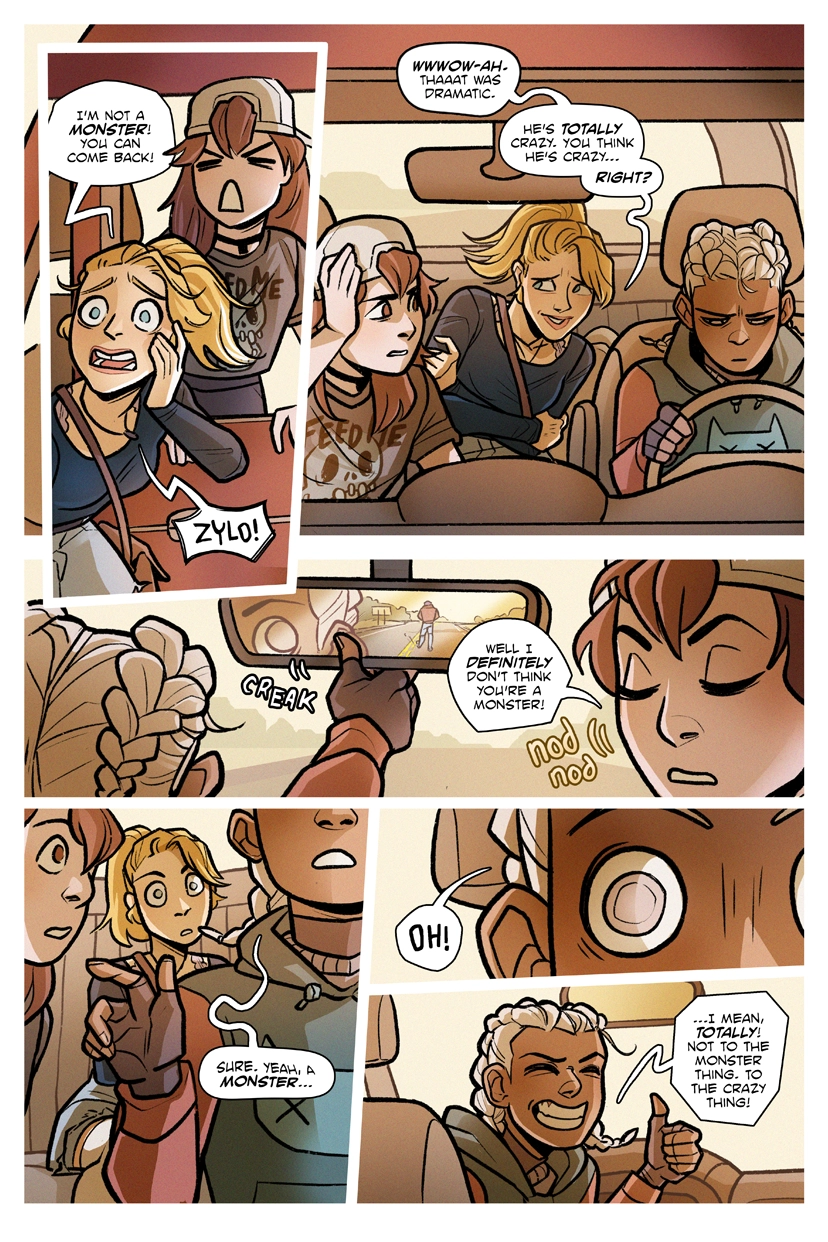 I'M NOT A
MONSTER!
YOU CAN
COME BACK!
ZYLO!
WWWOW-AH.
THAAAT WAS
DRAMATIC.
HE'S TOTALLY
CRAZY. YOU THINK
HE'S CRAZY...
RIGHT?
FEED ME
CREAK
WELL I
DEFINITELY
DON'T THINK
YOU'RE A
MONSTER!
nod
nod
SURE. YEAH, A
MONSTER...
OH!
...I MEAN,
TOTALLY!
NOT TO THE
MONSTER
THING. TO
THE CRAZY
THING!